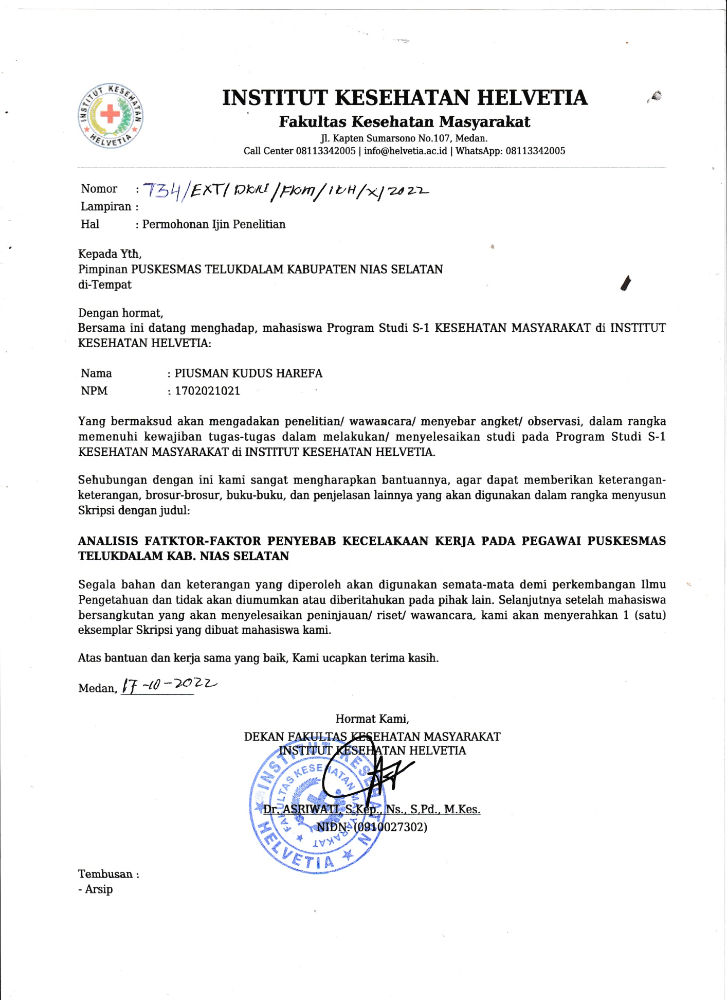 INSTITUT KESEHATAN
HELVETIA
INSTITUT KESEHATAN HELVETIA
Fakultas Kesehatan Masyarakat
Jl. Kapten Sumarsono No.107, Medan.
Call Center 08113342005 | info@helvetia.ac.id | WhatsApp: 08113342005
Nomor : 734/EXT/DKN/FKM/IKH/X/2022
Lampiran :
Hal : Permohonan Ijin Penelitian
Kepada Yth,
Pimpinan PUSKESMAS TELUKDALAM KABUPATEN NIAS SELATAN
di-Tempat
Dengan hormat,
Bersama ini datang menghadap, mahasiswa Program Studi S-1 KESEHATAN MASYARAKAT di INSTITUT
KESEHATAN HELVETIA:
Nama : PIUSMAN KUDUS HAREFA
NPM : 1702021021
Yang bermaksud akan mengadakan penelitian/ wawancara/ menyebar angket/ observasi, dalam rangka
memenuhi kewajiban tugas-tugas dalam melakukan/ menyelesaikan studi pada Program Studi S-1
KESEHATAN MASYARAKAT di INSTITUT KESEHATAN HELVETIA.
Sehubungan dengan ini kami sangat mengharapkan bantuannya, agar dapat memberikan keterangan-
keterangan, brosur-brosur, buku-buku, dan penjelasan lainnya yang akan digunakan dalam rangka menyusun
Skripsi dengan judul:
ANALISIS FATKTOR-FAKTOR PENYEBAB KECELAKAAN KERJA PADA PEGAWAI PUSKESMAS
TELUKDALAM KAB. NIAS SELATAN
Segala bahan dan keterangan yang diperoleh akan digunakan semata-mata demi perkembangan Ilmu
Pengetahuan dan tidak akan diumumkan atau diberitahukan pada pihak lain. Selanjutnya setelah mahasiswa
bersangkutan yang akan menyelesaikan peninjauan/ riset/ wawancara, kami akan menyerahkan 1 (satu)
eksemplar Skripsi yang dibuat mahasiswa kami.
Atas bantuan dan kerja sama yang baik, Kami ucapkan terima kasih.
Medan, 17-10-2022
Hormat Kami,
DEKAN FAKULTAS KESEHATAN MASYARAKAT
INSTITUT KESEHATAN HELVETIA
INSTITUT KESEHATAN
HELVETIA
FAKULTAS KESEHATAN MASYARAKAT
Dr. ASRIWATI, S.Kep., Ns., S,Pd., M.Kes.
NIDN. (0910027302)
Tembusan :
- Arsip